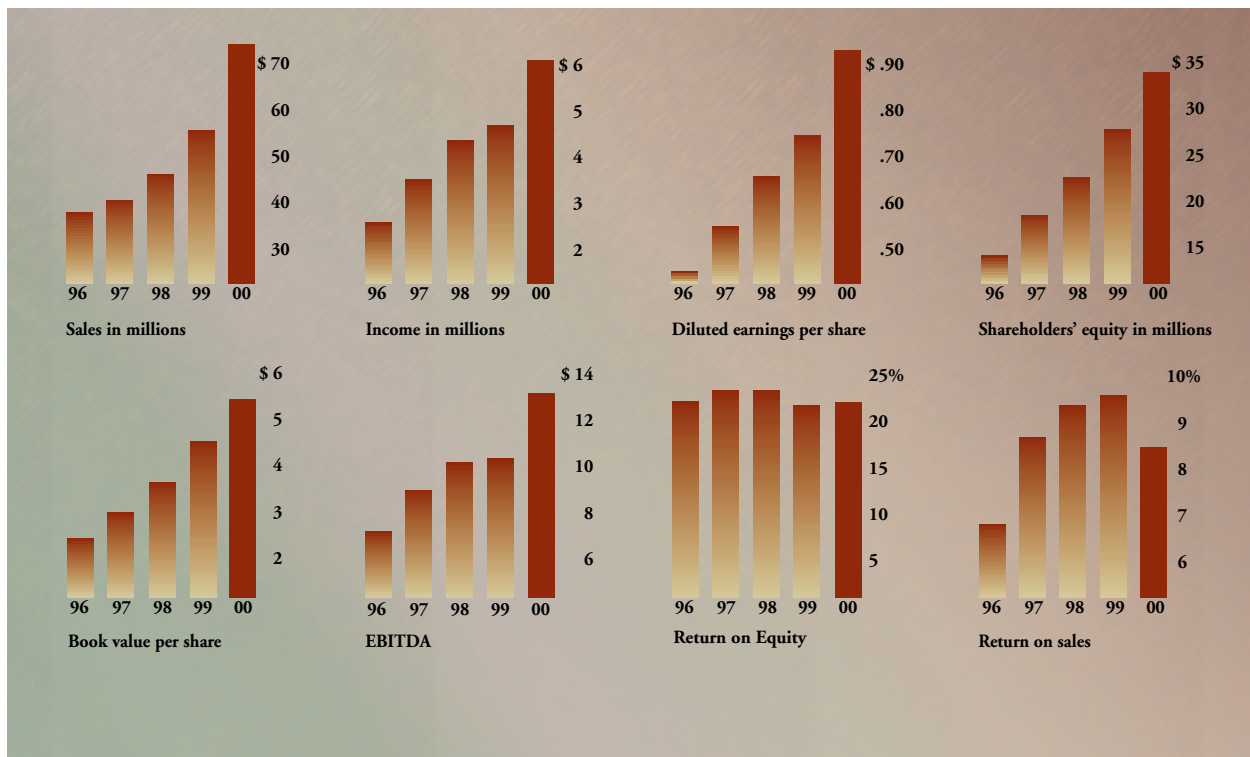 $ 70
60
50
40
30
96 97 98 99 00
Sales in millions
$ 6
5
4
3
2
96 97 98 99 00
Income in millions
$ .90
.80
.70
.60
.50
96 97 98 99 00
Diluted earnings per share
$ 35
30
25
20
15
96 97 98 99 00
Shareholders’ equity in millions
$ 6
5
4
3
2
96 97 98 99 00
Book value per share
$ 14
12
10
8
6
96 97 98 99 00
EBITDA
25%
20
15
10
5
96 97 98 99 00
Return on Equity
10%
9
8
7
6
96 97 98 99 00
Return on sales